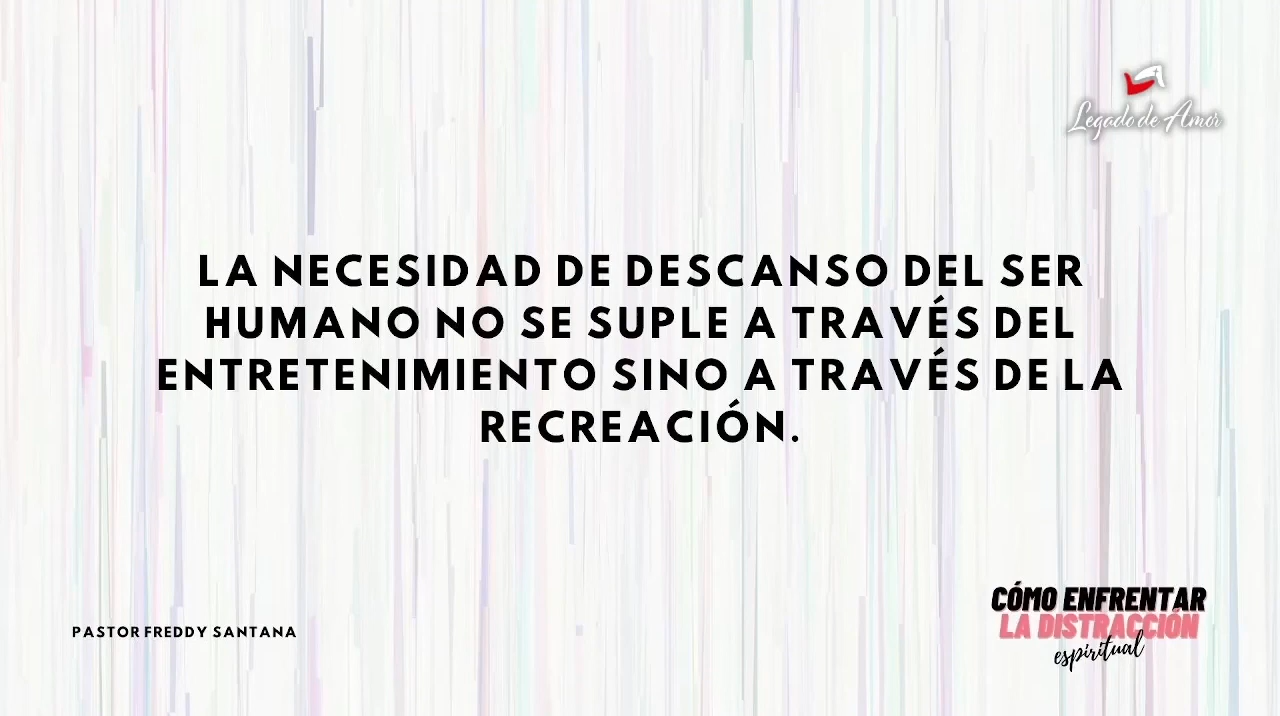 Legado de Amor
LA NECESIDAD DE DESCANSO DEL SER
HUMANO NO SE SUPLE A TRAVÉS DEL
ENTRETENIMIENTO SINO A TRAVÉS DE LA
RECREACIÓN.
PASTOR FREDDY SANTANA
CÓMO ENFRENTAR
LA DISTRACCIÓN
espiritual